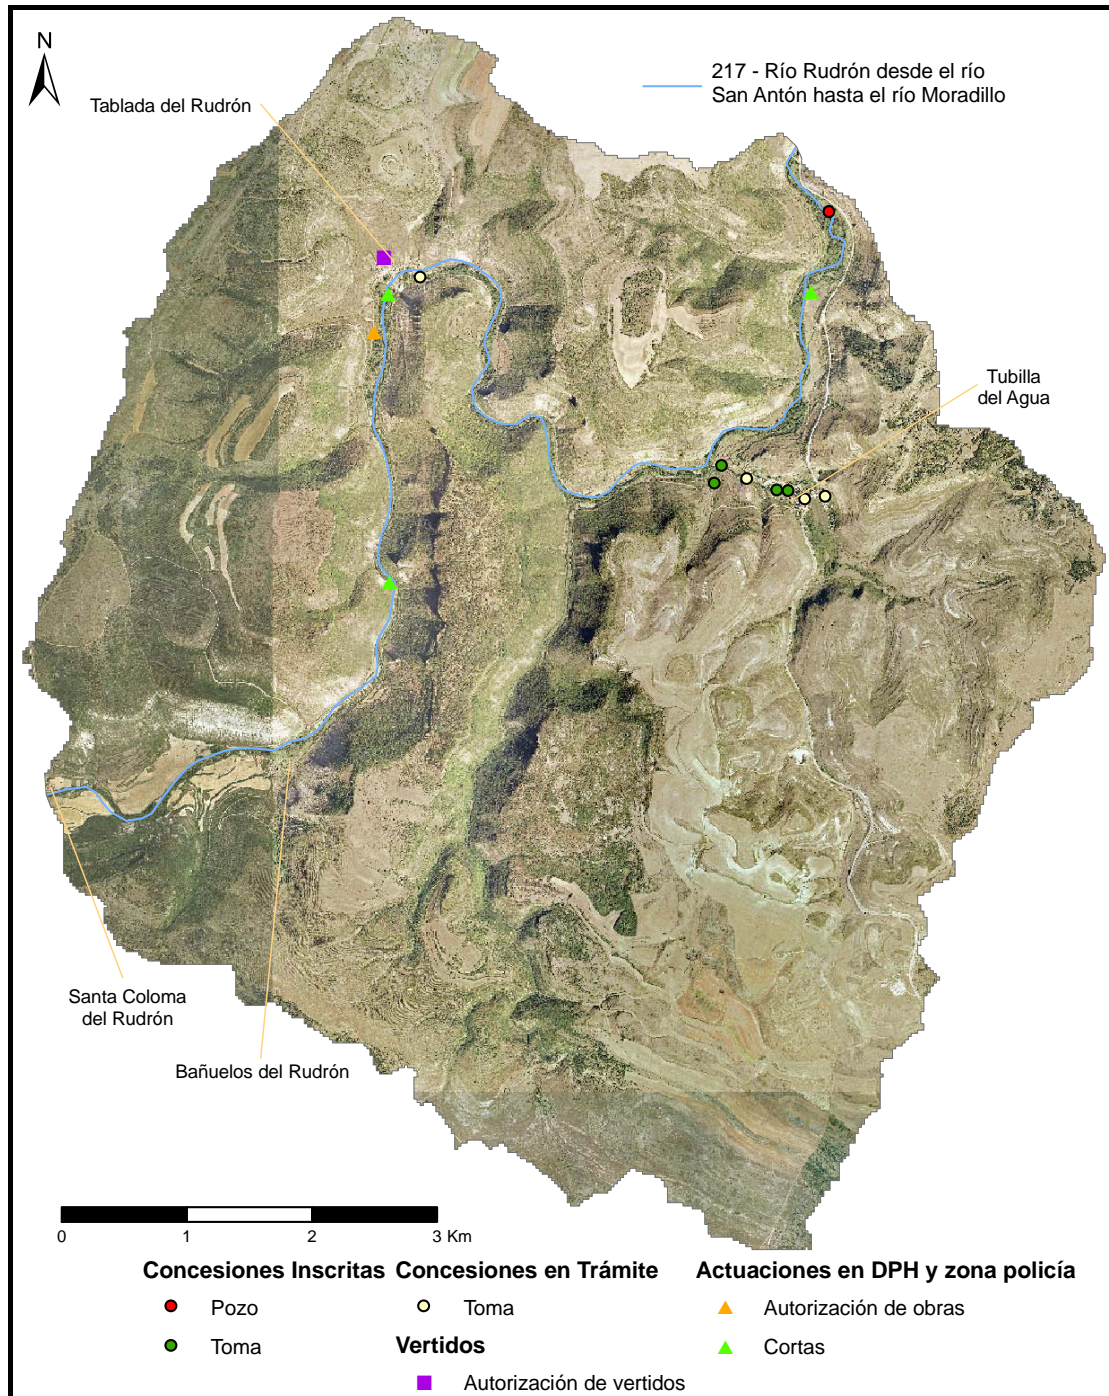 N
217 - Río Rudrón desde el río
San Antón hasta el río Moradillo
Tablada del Rudrón
Tubilla
del Agua
Santa Coloma
del Rudrón
Bañuelos del Rudrón
0 1 2 3 Km
Concesiones Inscritas
Pozo
Toma
Concesiones en Trámite
Toma
Vertidos
Autorización de vertidos
Actuaciones en DPH y zona policía
Autorización de obras
Cortas